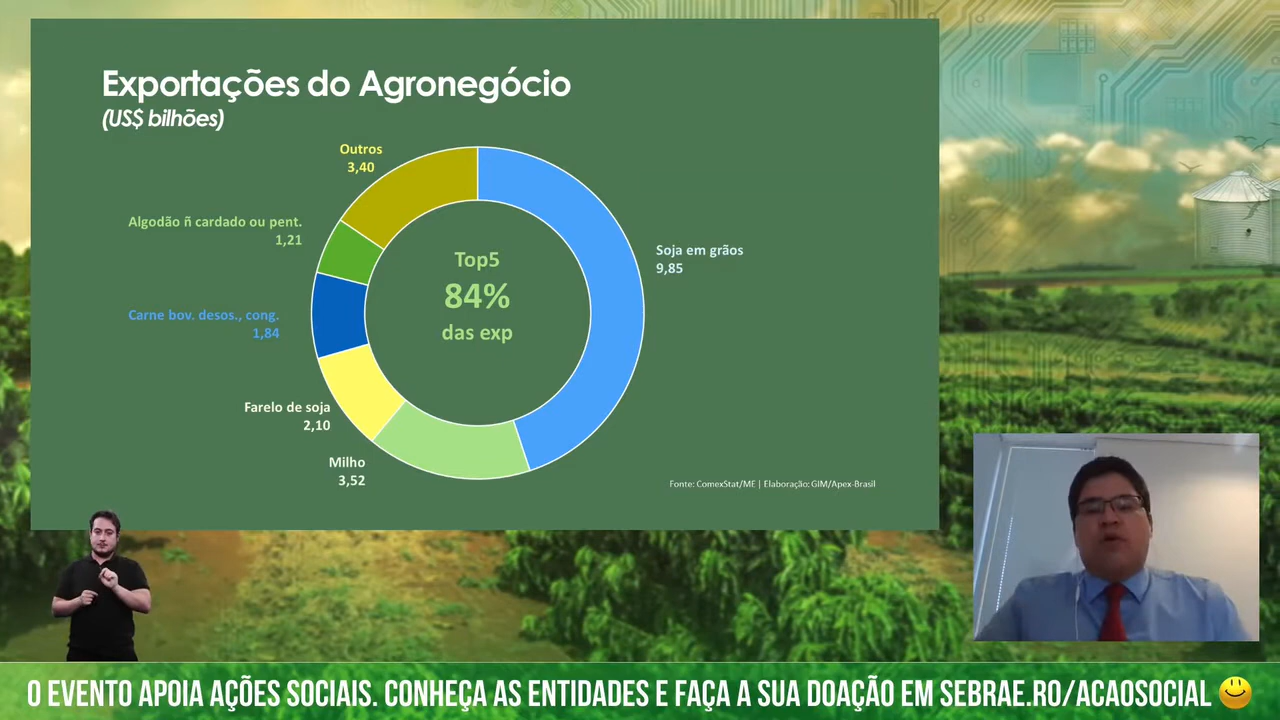 Exportações do Agronegócio
(US$ bilhões)
Outros
3,40
Algodão ñ cardado ou pent.
1,21
Soja em grãos
9,85
Top5
84%
das exp
Carne bov. desos., cong.
1,84
Farelo de soja
2,10
Milho
3,52
Fonte: ComexStat/ME | Elaboração: GIM/Apex-Brasil
O EVENTO APOIA AÇÕES SOCIAIS. CONHEÇA AS ENTIDADES E FAÇA A SUA DOAÇÃO EM SEBRAE.RO/ACAOSOCIAL